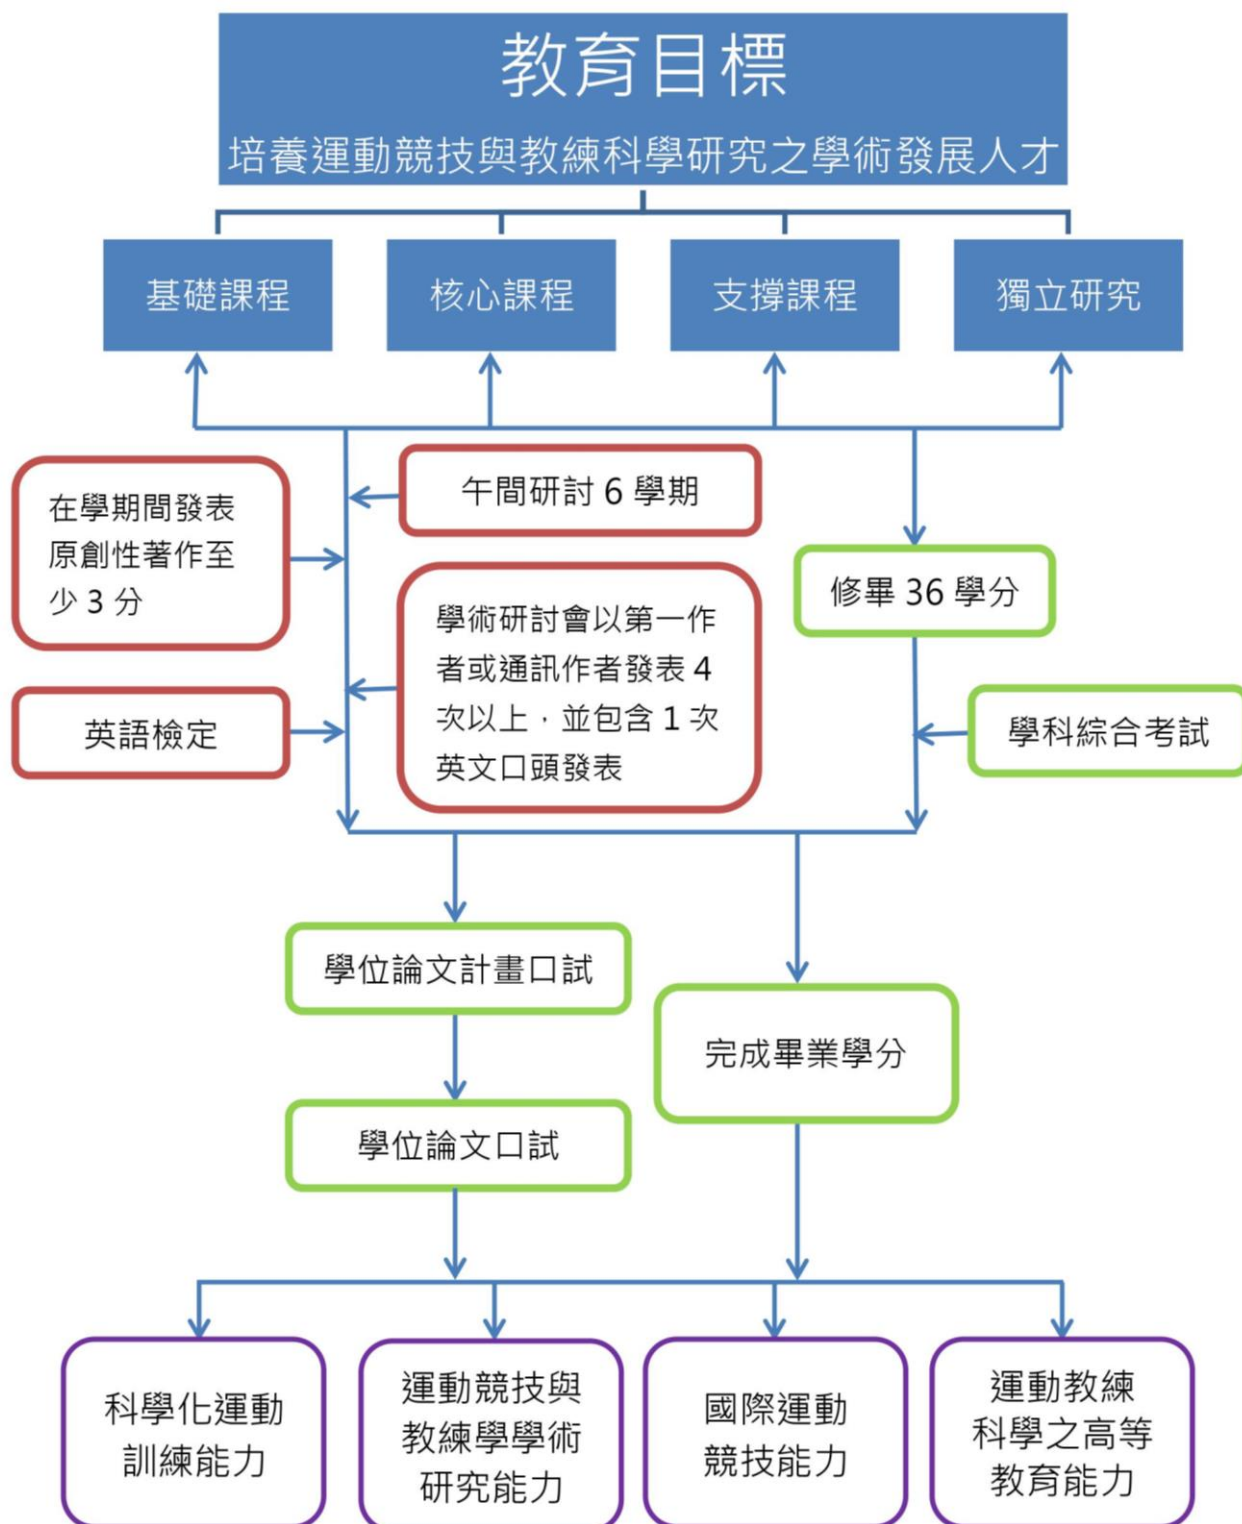 教育目標
培養運動競技與教練科學研究之學術發展人才
基礎課程
核心課程
支撐課程
獨立研究
午間研討 6 學期
在學期間發表
原創性著作至
少 3 分
修畢 36 學分
學術研討會以第一作
者或通訊作者發表 4
次以上，並包含 1 次
英文口頭發表
英語檢定
學科綜合考試
學位論文計畫口試
完成畢業學分
學位論文口試
科學化運動
訓練能力
運動競技與
教練學學術
研究能力
國際運動
競技能力
運動教練
科學之高等
教育能力